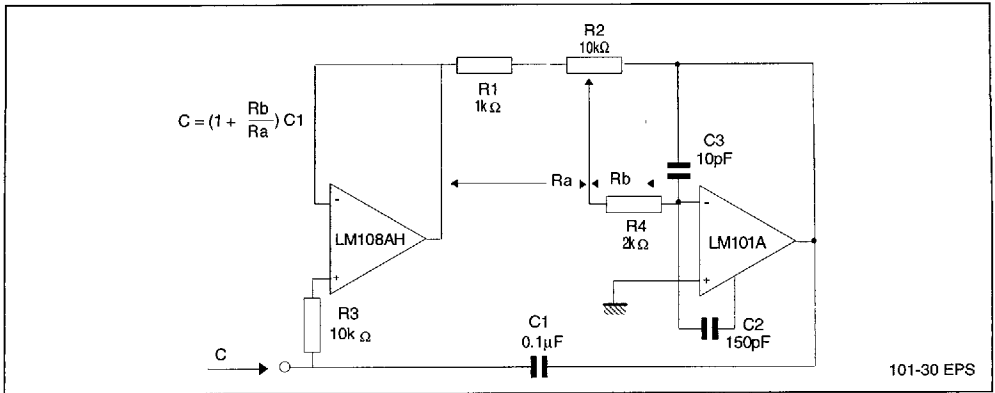 R2
10kΩ
R1
1kΩ
C = (1 + Rb/Ra) C1
C3
10pF
Ra Rb
-
LM108AH
+
R4
2kΩ
-
LM101A
+
R3
10k Ω
C1
0.1µF
C2
150pF
C
101-30 EPS